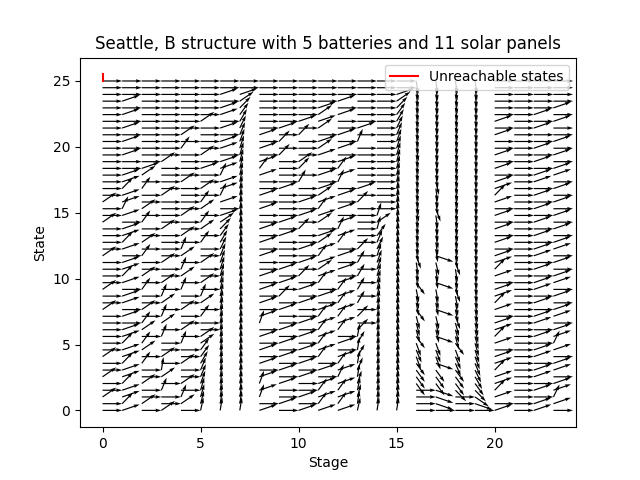 Seattle, B structure with 5 batteries and 11 solar panels
Unreachable states
25
20
15
10
5
0
State
0 5 10 15 20
Stage